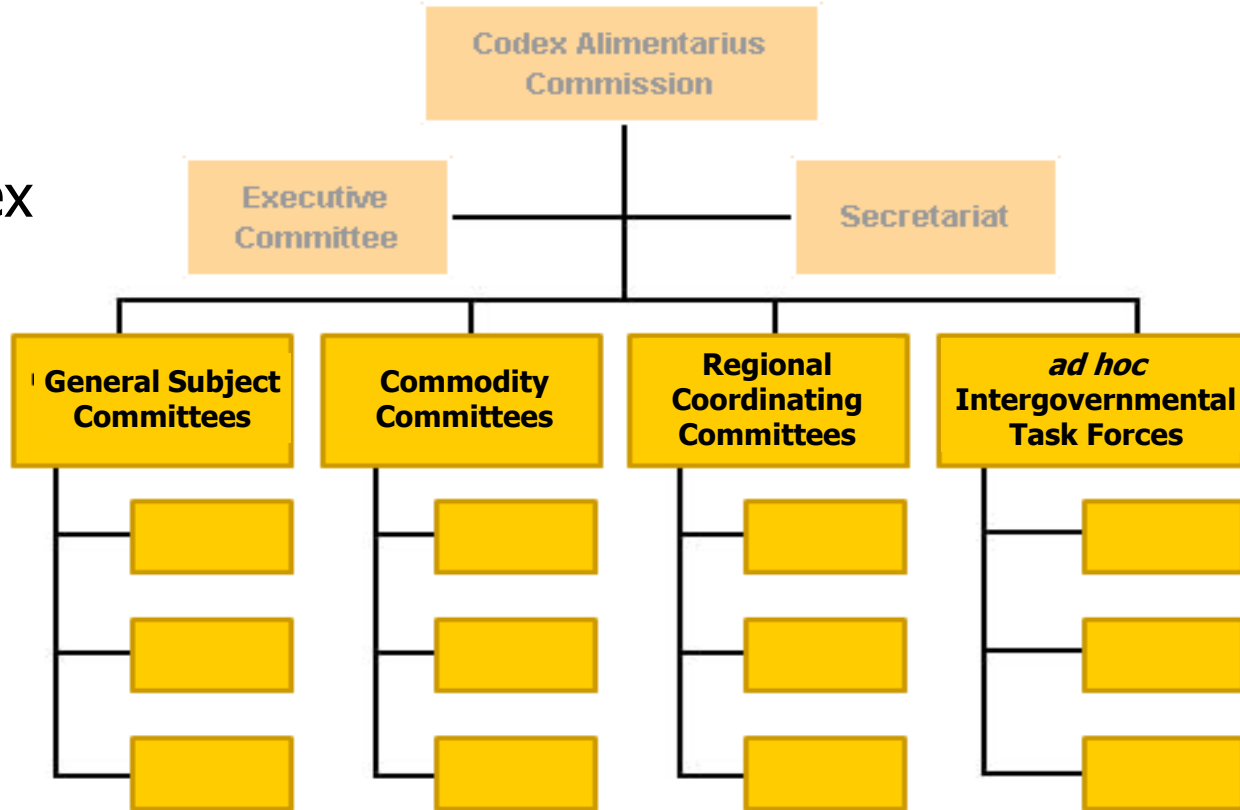 Codex Alimentarius
Commission
ex
Executive
Committee
Secretariat
General Subject
Committees
Commodity
Committees
Regional
Coordinating
Committees
ad hoc
Intergovernmental
Task Forces